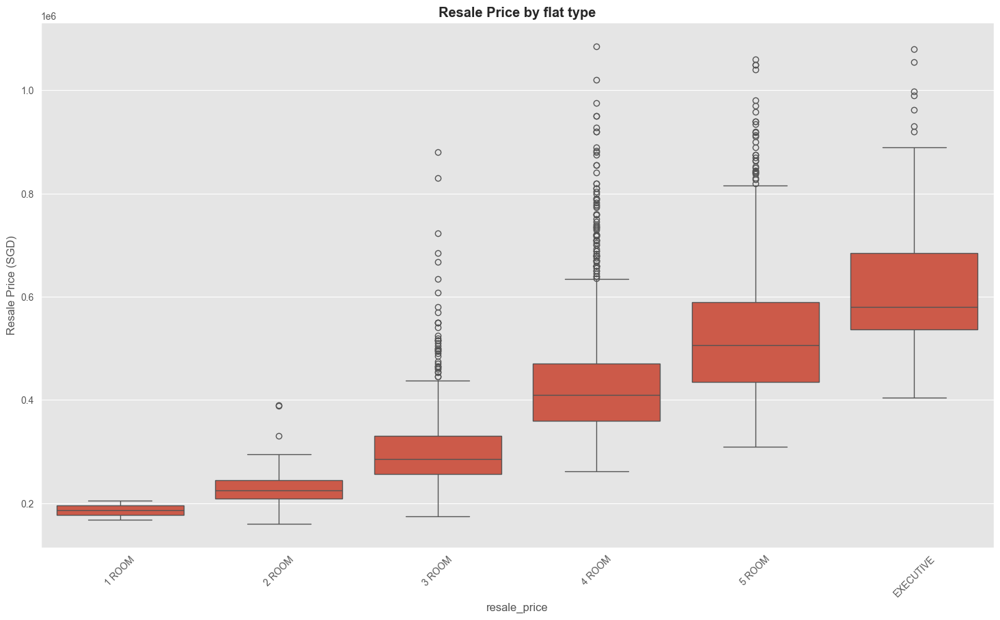 Resale Price by flat type
1e6
1.0
0.8
0.6
0.4
0.2
Resale Price (SGD)
1 ROOM
2 ROOM
3 ROOM
4 ROOM
5 ROOM
EXECUTIVE
resale_price